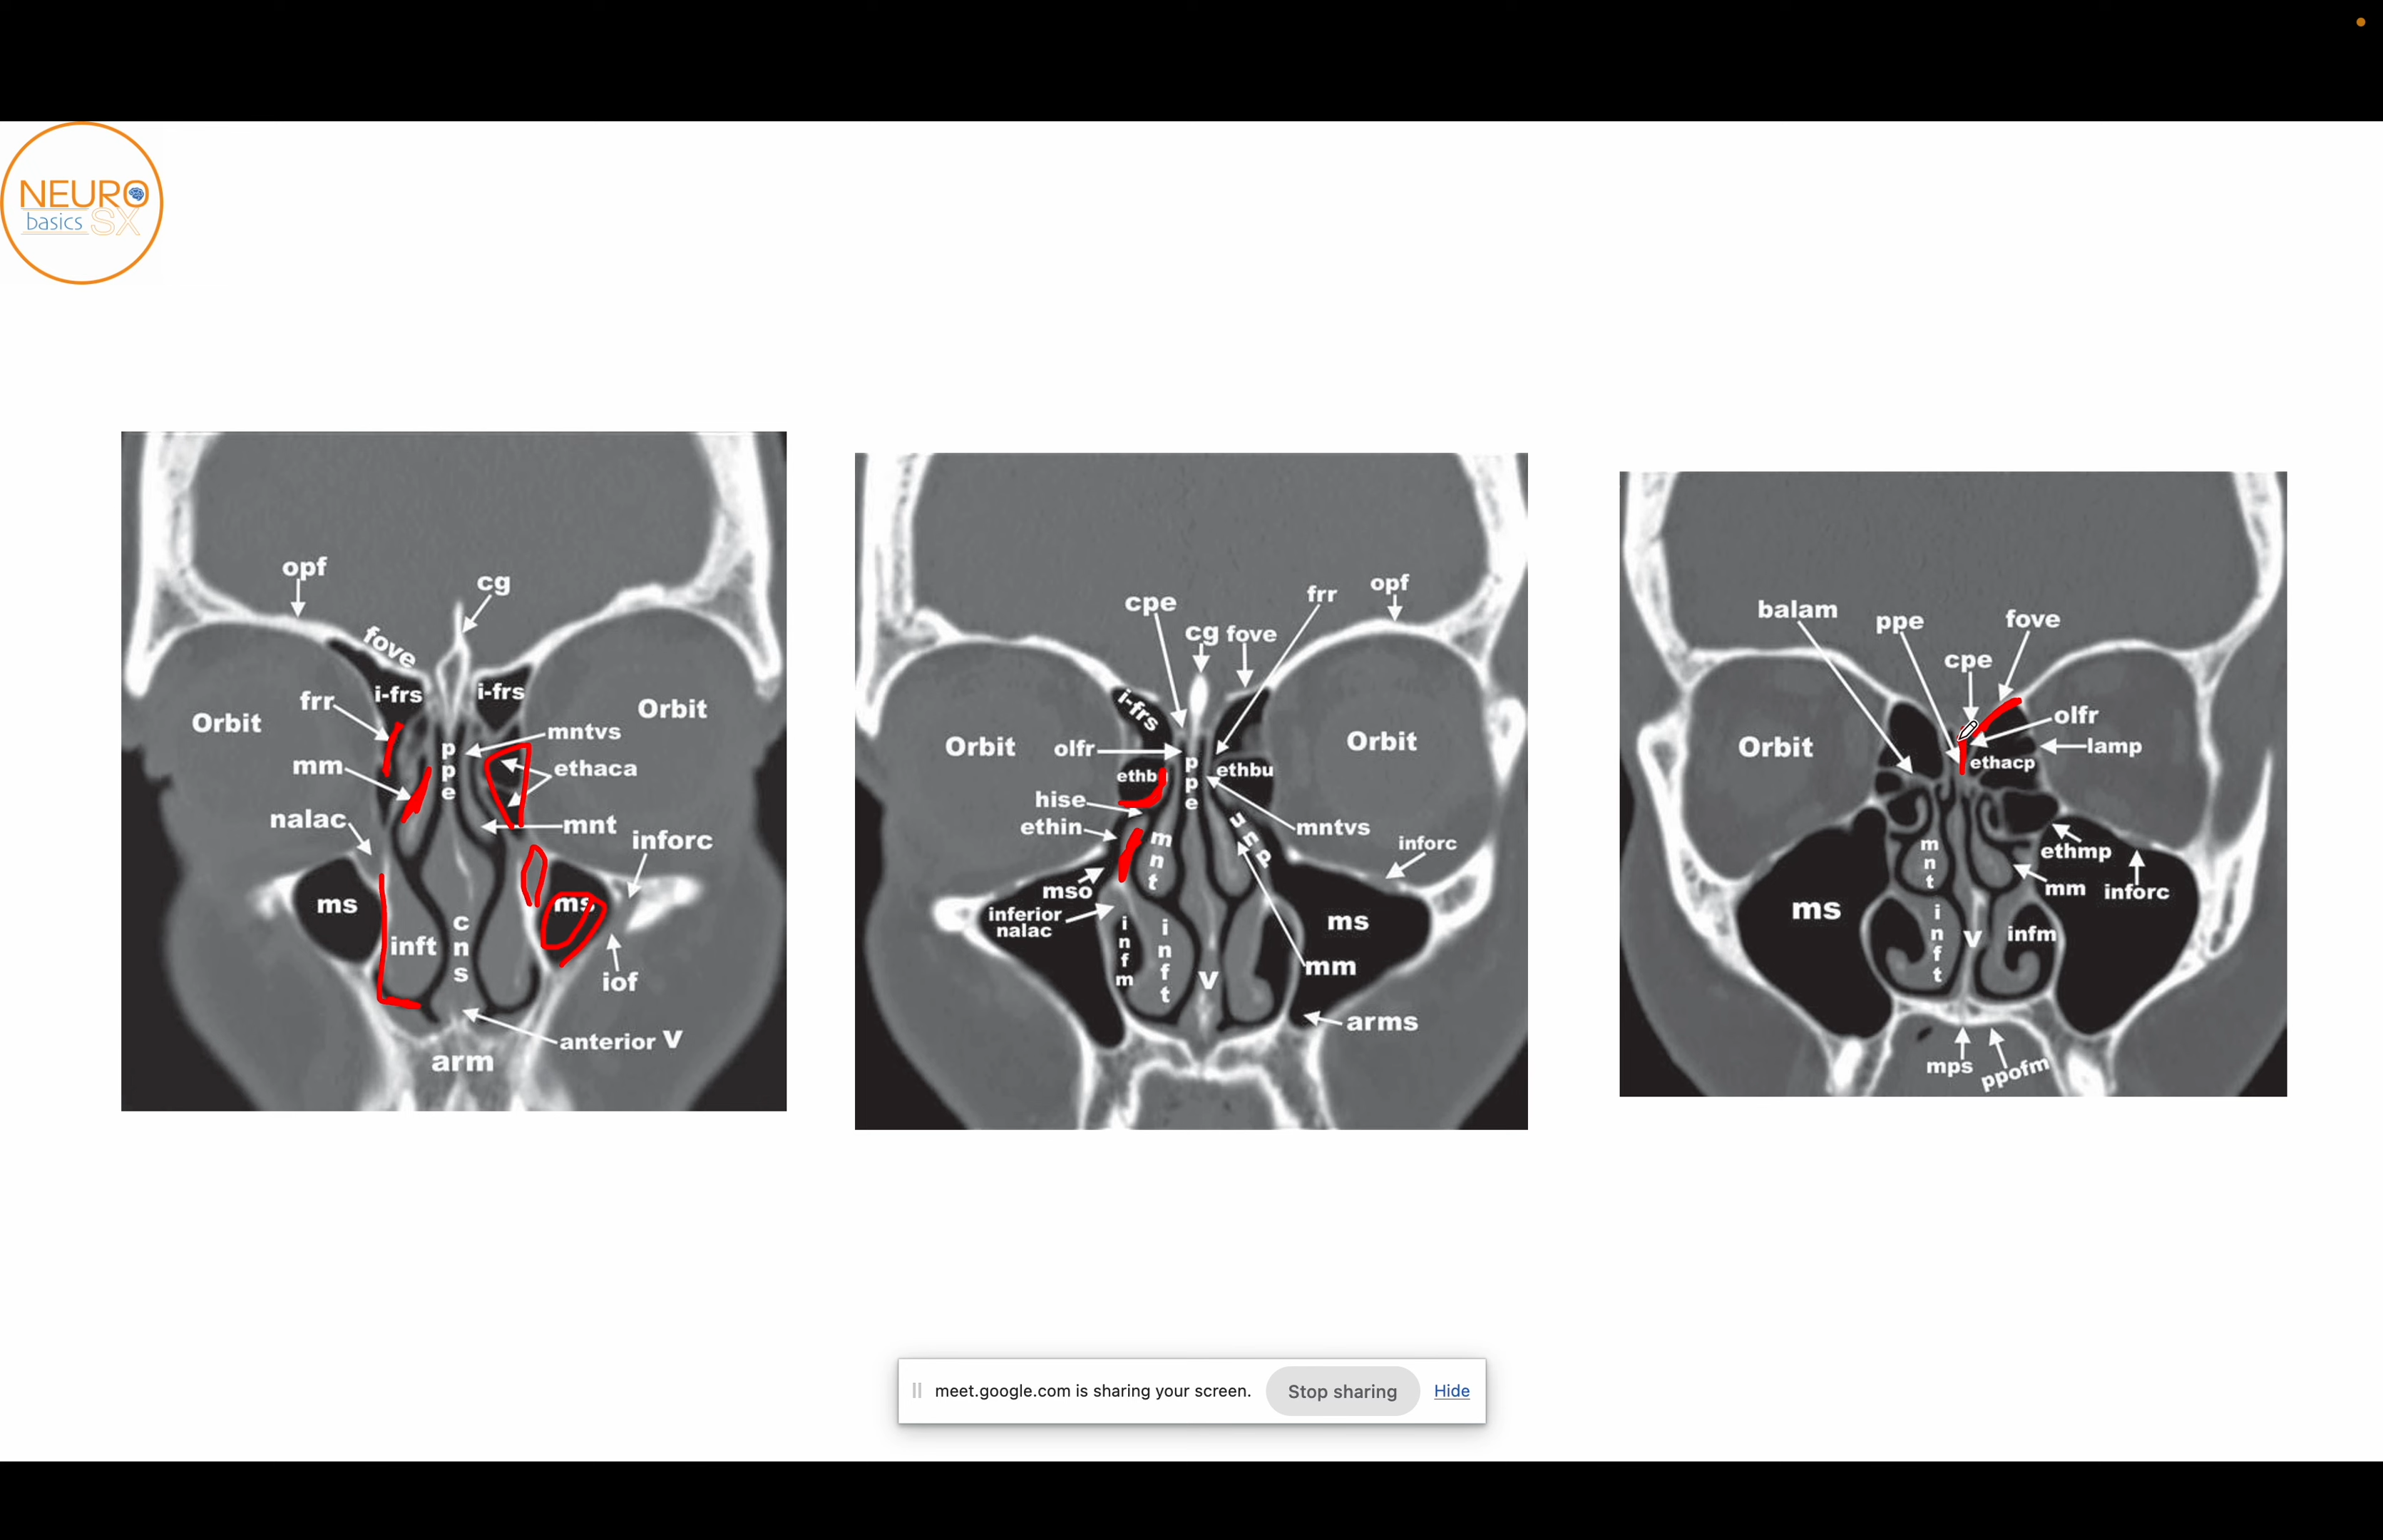 NEURO
basics SX
opf
cg
fove
i-frs
i-frs
frr
Orbit
Orbit
mntvs
p
p
e
mm
ethaca
nalac
mnt
inforc
ms
ms
c
n
s
inft
iof
anterior V
arm
cpe
frr
opf
cg
fove
i-frs
Orbit
olfr
Orbit
p
p
e
ethb
ethbu
hise
ethin
m
n
t
u
n
p
mntvs
inforc
mso
inferior
nalac
i
n
f
m
i
n
f
t
ms
mm
V
arms
balam
ppe
fove
cpe
olfr
Orbit
lamp
ethacp
m
n
t
ethmp
mm
inforc
ms
i
n
f
t
V
infm
mps
ppofm
meet.google.com is sharing your screen.
Stop sharing
Hide